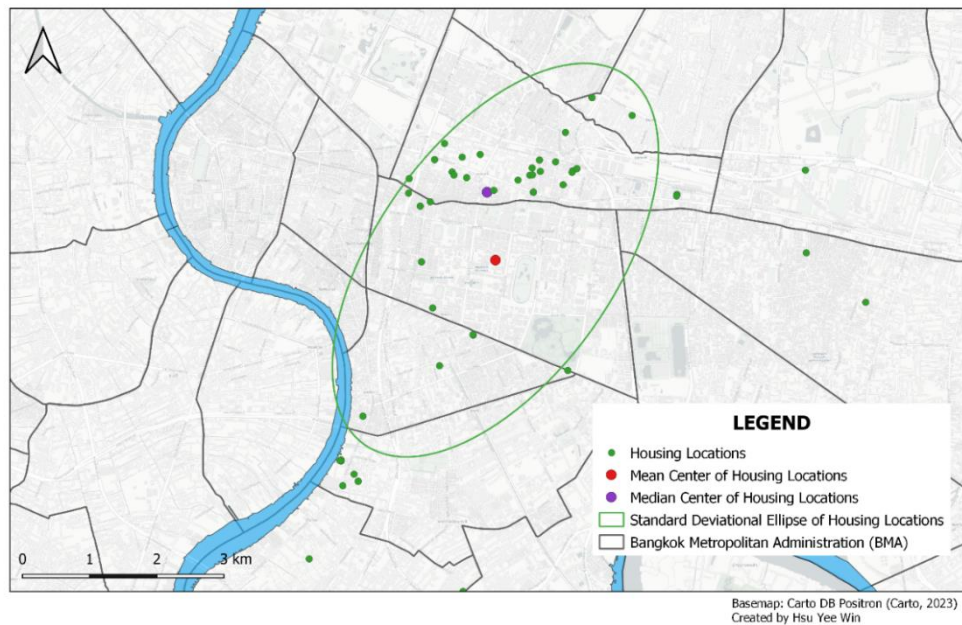 LEGEND
Housing Locations
Mean Center of Housing Locations
Median Center of Housing Locations
Standard Deviational Ellipse of Housing Locations
Bangkok Metropolitan Administration (BMA)
0 1 2 3 km
Basemap: Carto DB Positron (Carto, 2023)
Created by Hsu Yee Win